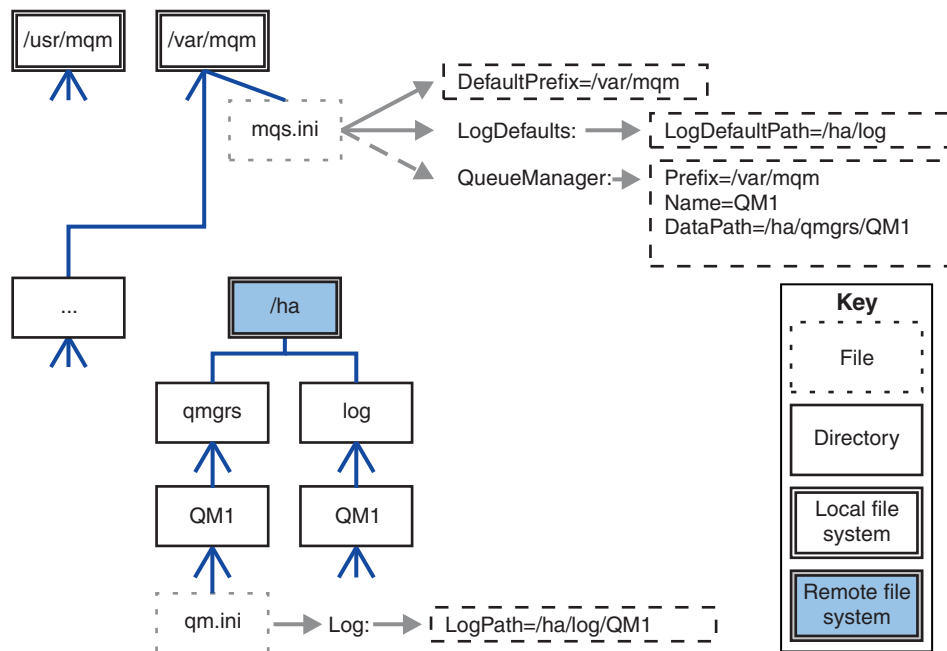 /usr/mqm
/var/mqm
DefaultPrefix=/var/mqm
mqs.ini
LogDefaults:
LogDefaultPath=/ha/log
QueueManager:
Prefix=/var/mqm
Name=QM1
DataPath=/ha/qmgrs/QM1
...
/ha
Key
File
qmgrs
log
Directory
QM1
QM1
Local file
system
qm.ini
Log:
LogPath=/ha/log/QM1
Remote file
system